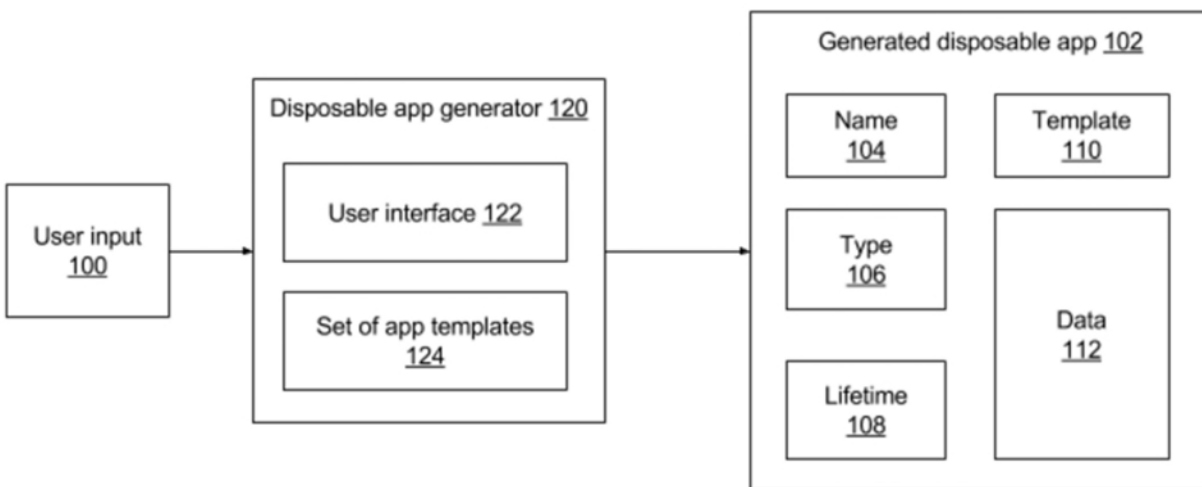 User input
100
Disposable app generator 120
User interface 122
Set of app templates
124
Generated disposable app 102
Name
104
Template
110
Type
106
Data
112
Lifetime
108